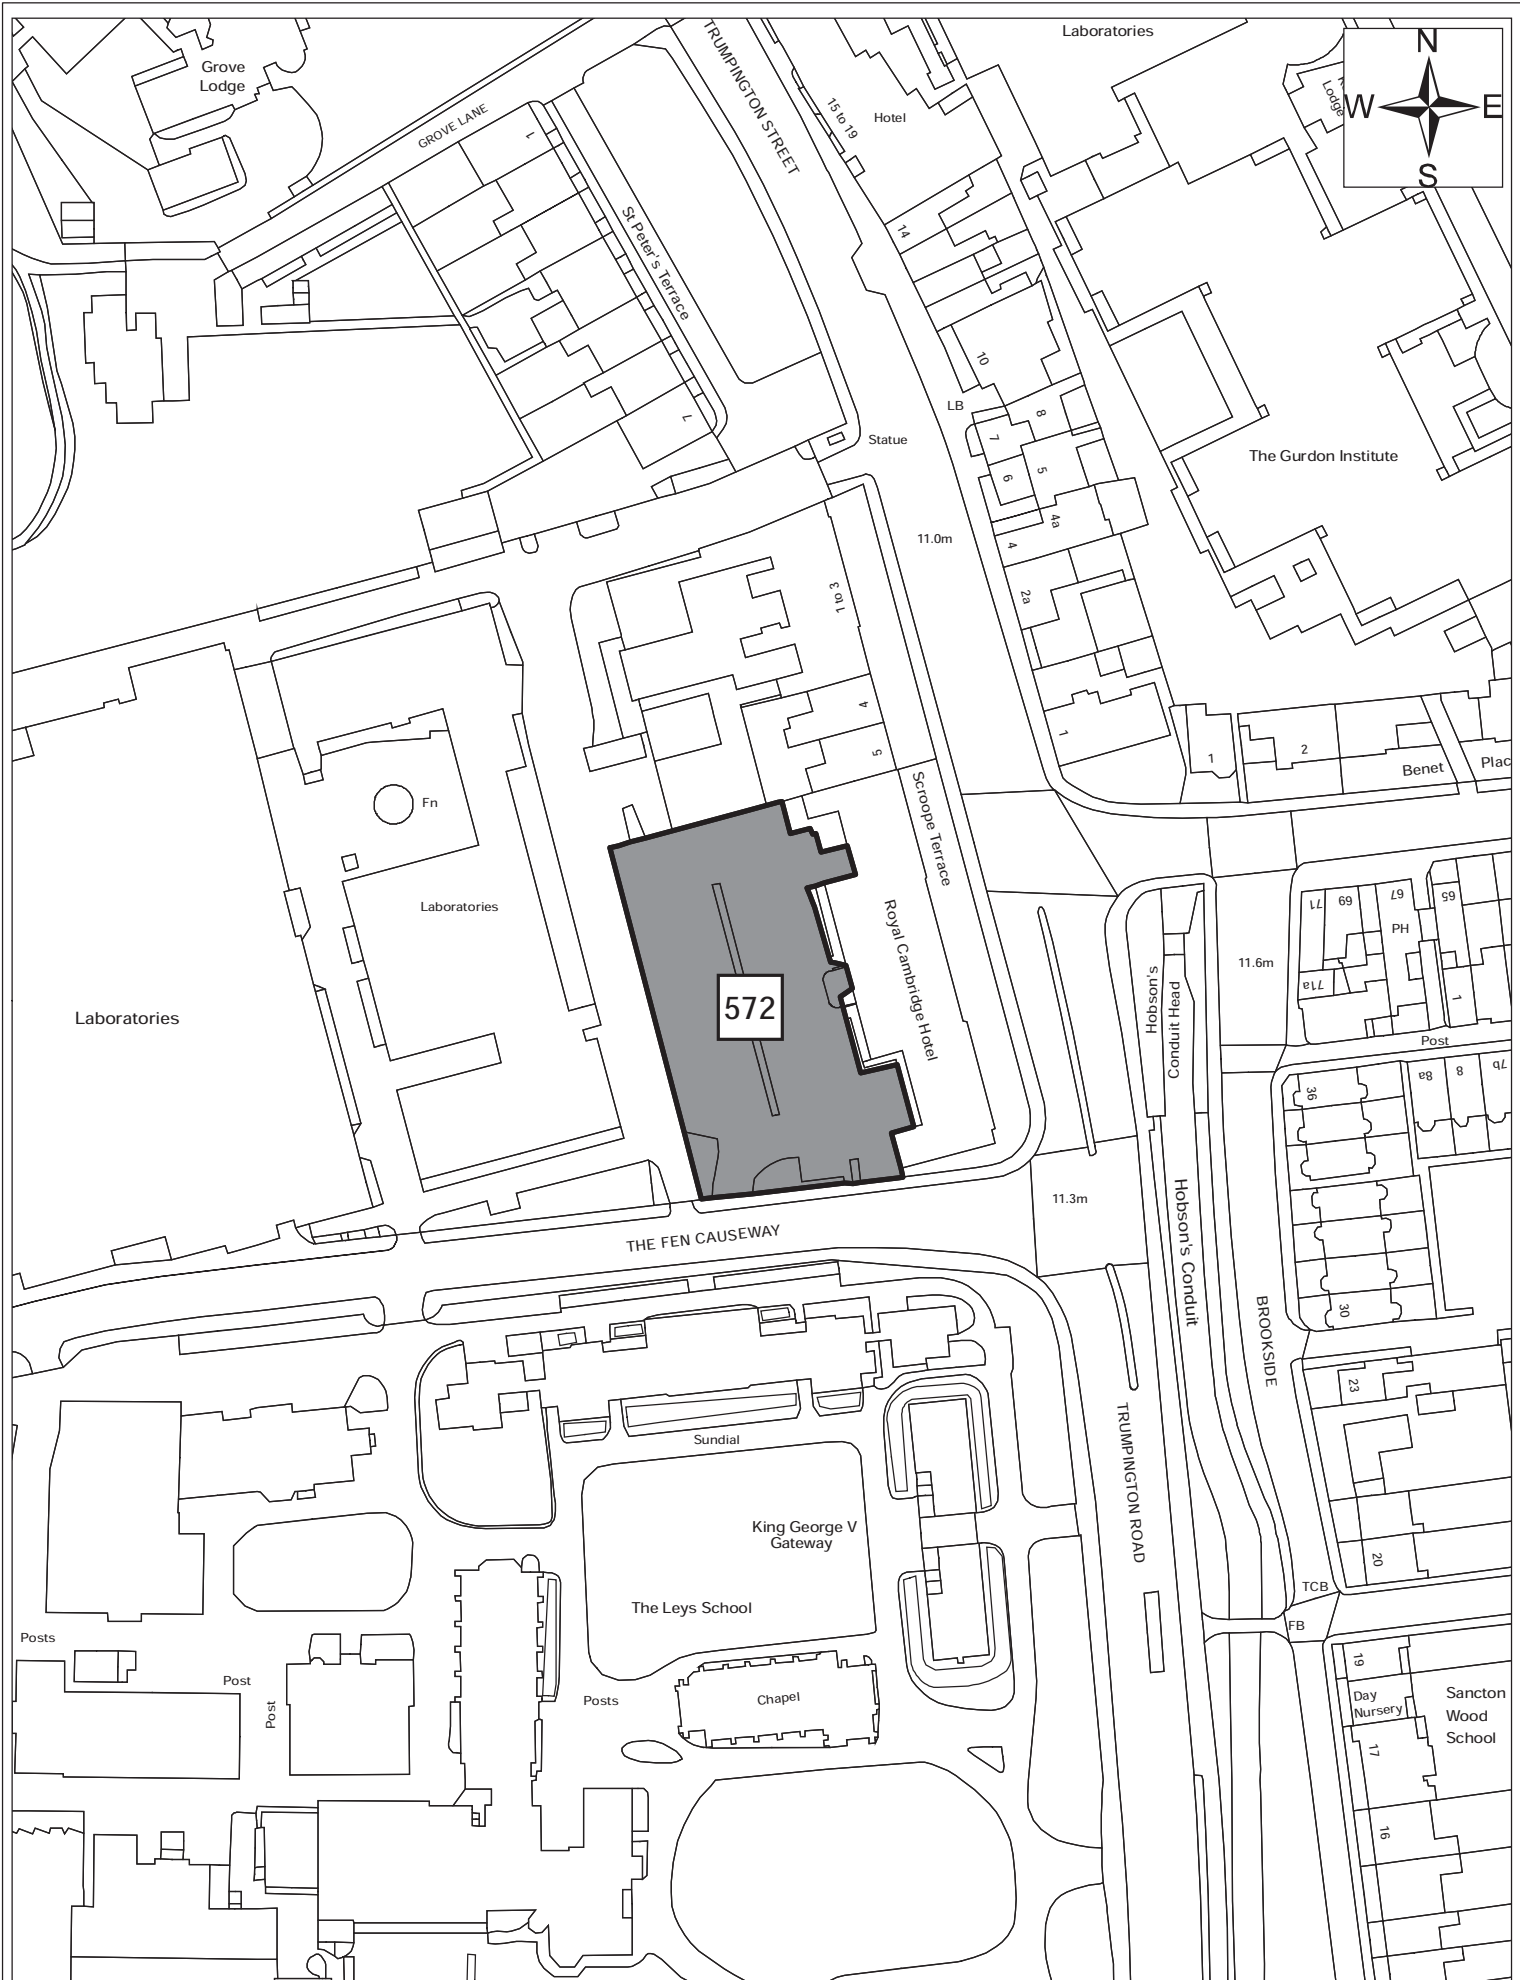 Laboratories
N
W
E
S
Lodge
Grove
Lodge
TRUMPINGTON STREET
15 to 19
Hotel
GROVE LANE
1
St Peter's Terrace
14
10
LB
8
7
7
Statue
5
6
The Gurdon Institute
4a
4
11.0m
2a
1 to 3
4
5
1
1
2
Benet
Plac
Scroope Terrace
Fn
Laboratories
Royal Cambridge Hotel
71
69
67
65
PH
11.6m
71a
1
Hobson's
Conduit Head
572
Laboratories
Post
36
8a
8
7b
11.3m
Hobson's Conduit
THE FEN CAUSEWAY
BROOKSIDE
30
23
TRUMPINGTON ROAD
Sundial
King George V
Gateway
20
TCB
The Leys School
FB
Posts
Post
Post
Posts
Chapel
19
Day
Nursery
Sancton
Wood
School
17
16